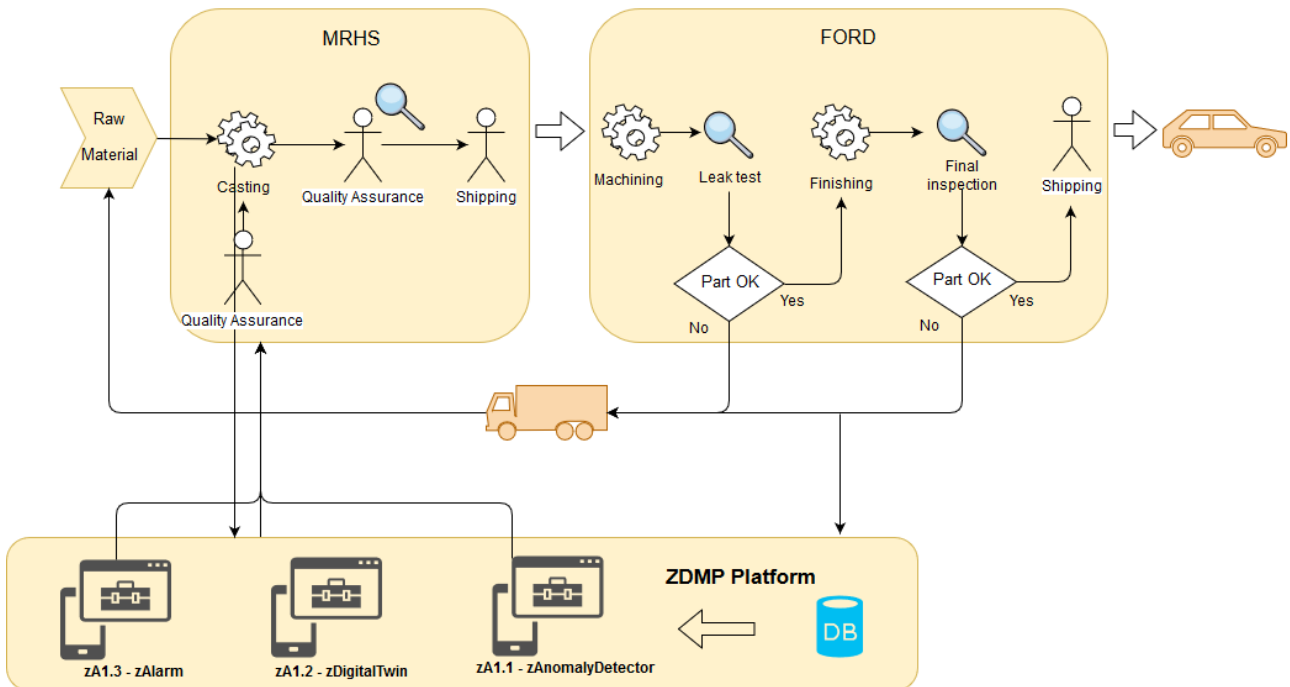 MRHS
FORD
Raw
Material
Casting
Quality Assurance
Shipping
Quality Assurance
Machining
Leak test
Finishing
Final
inspection
Shipping
Part OK
Yes
No
Part OK
Yes
No
ZDMP Platform
DB
zA1.3 - zAlarm
zA1.2 - zDigitalTwin
zA1.1 - zAnomalyDetector